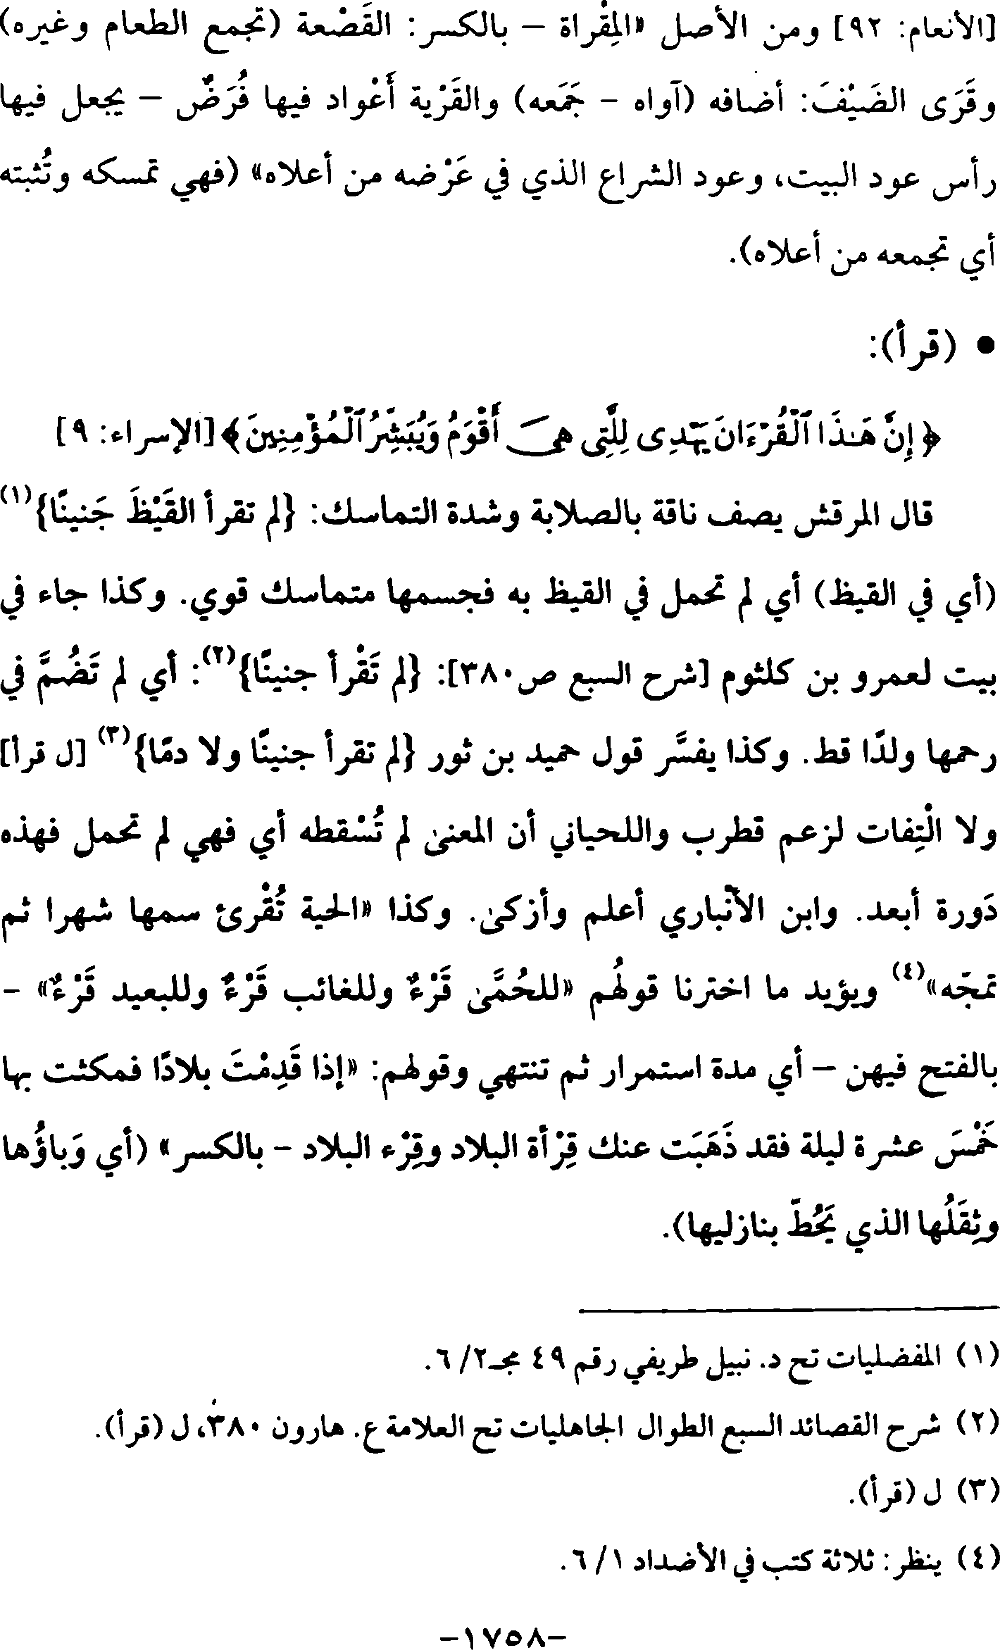 [الأنعام: ٩٢] ومن الأصل «المِقْراة – بالكسر: القَصْعة (تجمع الطعام وغيره)
وقَرَى الضَيْفَ: أضافه (آواه – جَمَعه) والقَرْية أَعْواد فيها فُرَضٌ – يجعل فيها
رأس عود البيت، وعود الشراع الذي في عَرْضه من أعلاه» (فهي تمسكه وتُثبته
أي تجمعه من أعلاه).
• (قرأ):
﴿إِنَّ هَـٰذَا ٱلْقُرْءَانَ يَهْدِى لِلَّتِى هِىَ أَقْوَمُ وَيُبَشِّرُ ٱلْمُؤْمِنِينَ﴾ [الإسراء: ٩]
قال المرقش يصف ناقة بالصلابة وشدة التماسك: {لم تقرأ القَيْظَ جَنينًا}(١)
(أي في القيظ) أي لم تحمل في القيظ به فجسمها متماسك قوي. وكذا جاء في
بيت لعمرو بن كلثوم [شرح السبع ص٣٨٠]: {لم تَقْرأ جنينًا}(٢): أي لم تَضُمَّ في
رحمها ولدًا قط. وكذا يفسَّر قول حميد بن ثور {لم تقرأ جنينًا ولا دمًا}(٣) [ل قرأ]
ولا الْتِفات لزعم قطرب واللحياني أن المعنىٰ لم تُسْقطه أي فهي لم تحمل فهذه
دَورة أبعد. وابن الأنباري أعلم وأزكىٰ. وكذا «الحية تُقْرئ سمها شهرا ثم
تمجّه»(٤) ويؤيد ما اخترنا قولهُم «للحُمَّىٰ قَرْءٌ وللغائب قَرْءٌ وللبعيد قَرْءٌ» –
بالفتح فيهن – أي مدة استمرار ثم تنتهي وقولهم: «إذا قَدِمْتَ بلادًا فمكثت بها
خَمْسَ عشرة ليلة فقد ذَهَبَت عنك قِرْأة البلاد وقِرْء البلاد – بالكسر» (أي وَباؤُها
وثِقَلُها الذي يَحُطّ بنازليها).
(١) المفضليات تح د. نبيل طريفي رقم ٤٩ مجـ٢/ ٦.
(٢) شرح القصائد السبع الطوال الجاهليات تح العلامة ع. هارون ٣٨٠، ل (قرأ).
(٣) ل (قرأ).
(٤) ينظر: ثلاثة كتب في الأضداد ١/ ٦.
–١٧٥٨–